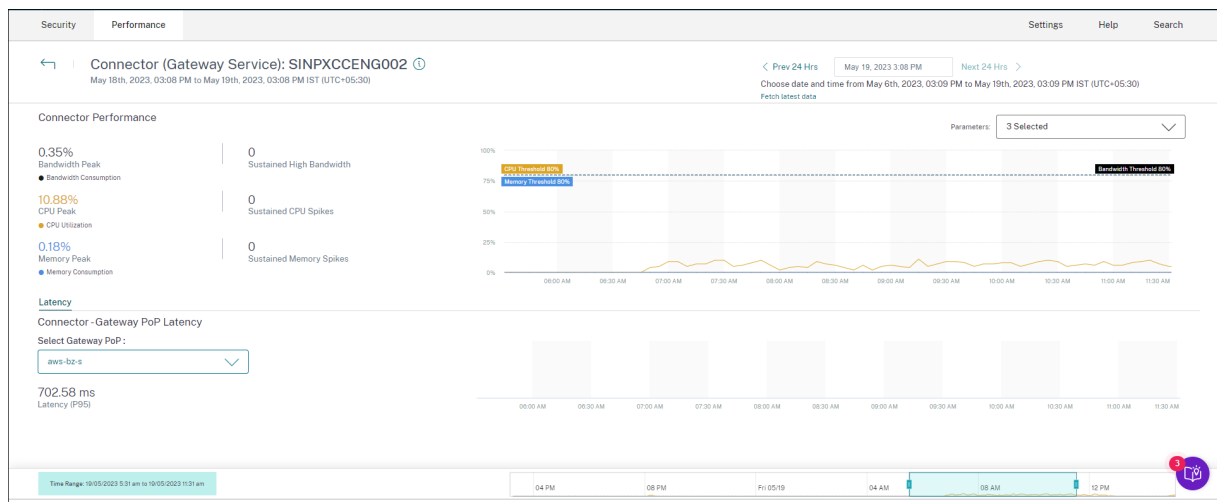 Security Performance Settings Help Search
Connector (Gateway Service): SINPXCCENG002
May 18th, 2023, 03:08 PM to May 19th, 2023, 03:08 PM IST (UTC+05:30)
Prev 24 Hrs May 19, 2023 3:08 PM Next 24 Hrs
Choose date and time from May 6th, 2023, 03:09 PM to May 19th, 2023, 03:09 PM IST (UTC+05:30)
Fetch latest data
Connector Performance
Parameters: 3 Selected
0.35%
Bandwidth Peak
Bandwidth Consumption
0
Sustained High Bandwidth
10.88%
CPU Peak
CPU Utilization
0
Sustained CPU Spikes
0.18%
Memory Peak
Memory Consumption
0
Sustained Memory Spikes
100%
CPU Threshold 80% Bandwidth Threshold 80%
75% Memory Threshold 80%
50%
25%
0%
06:00 AM 06:30 AM 07:00 AM 07:30 AM 08:00 AM 08:30 AM 09:00 AM 09:30 AM 10:00 AM 10:30 AM 11:00 AM 11:30 AM
Latency
Connector - Gateway PoP Latency
Select Gateway PoP :
aws-bz-s
702.58 ms
Latency (P95)
06:00 AM 06:30 AM 07:00 AM 07:30 AM 08:00 AM 08:30 AM 09:00 AM 09:30 AM 10:00 AM 10:30 AM 11:00 AM 11:30 AM
Time Range: 19/05/2023 5:31 am to 19/05/2023 11:31 am
04 PM 08 PM Fri 05/19 04 AM 08 AM 12 PM
3